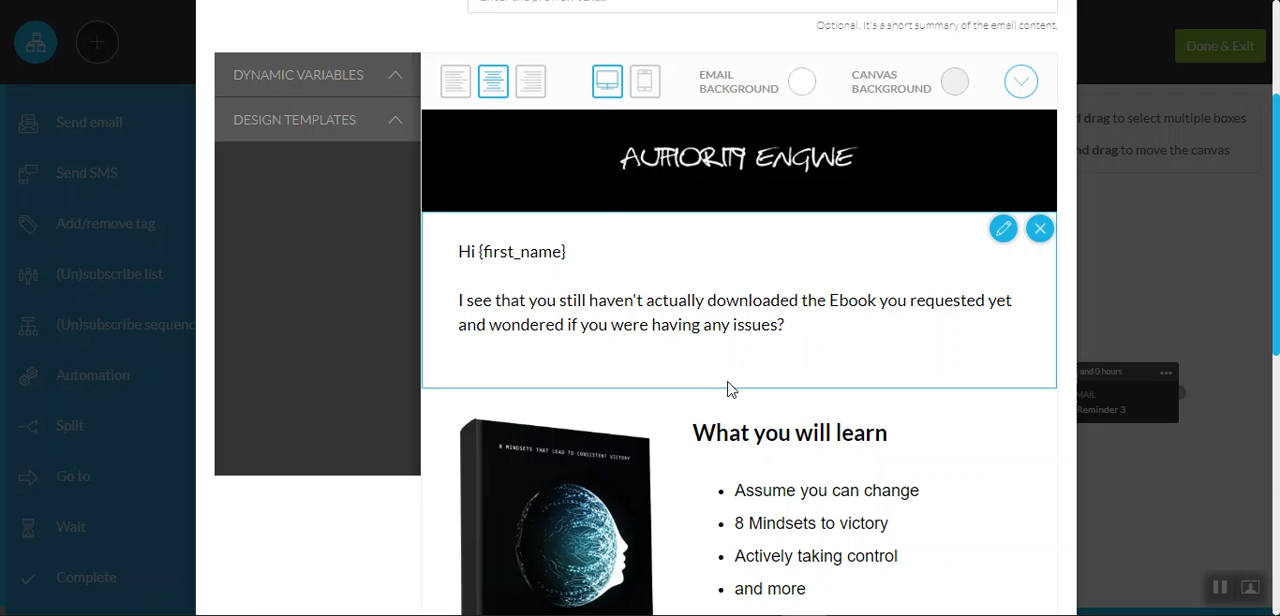 Optional. It's a short summary of the email content.
Done & Exit
DYNAMIC VARIABLES
EMAIL BACKGROUND
CANVAS BACKGROUND
DESIGN TEMPLATES
Send email
Send SMS
Add/remove tag
(Un)subscribe list
(Un)subscribe sequenc
Automation
Split
Go to
Wait
Complete
d drag to select multiple boxes
nd drag to move the canvas
AUTHORITY ENGINE
Hi {first_name}
I see that you still haven't actually downloaded the Ebook you requested yet
and wondered if you were having any issues?
and 0 hours
MAIL
Reminder 3
8 MINDSETS THAT LEAD TO CONSISTENT VICTORY
What you will learn
• Assume you can change
• 8 Mindsets to victory
• Actively taking control
• and more